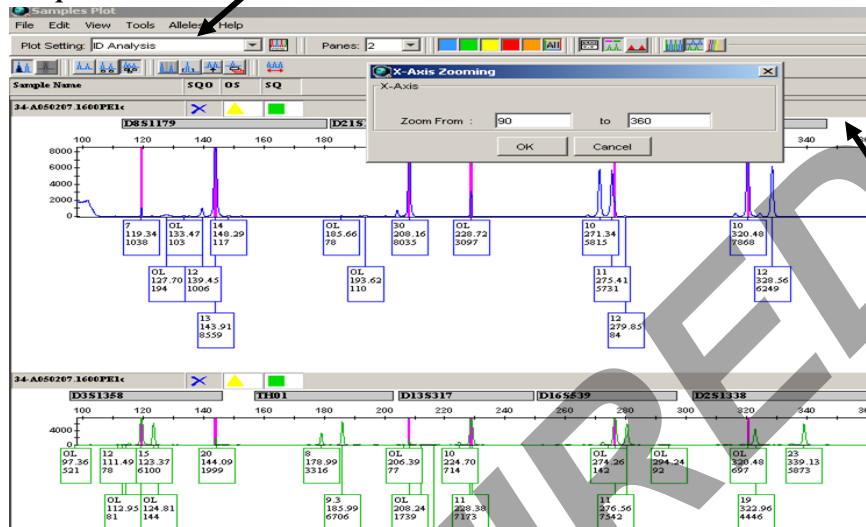 Samples Plot
File Edit View Tools Alleles Help
Plot Setting: ID Analysis Panes: 2 All
X-Axis Zooming
X-Axis
Zoom From : 90 to 360
OK Cancel
Sample Name SQO OS SQ
34-A050207.1600PE1c
D8S1179 D21S
100 120 140 160 180 200 340
8000
6000
4000
2000
0
7 OL 14 OL 30 OL 10 10
119.34 133.47 148.29 185.66 208.16 228.72 271.34 320.48
1038 103 117 78 8035 3097 5815 7868
OL 12 OL 11 12
127.70 139.45 193.62 275.41 328.56
194 1006 110 5731 6249
13 12
143.91 279.85
8559 84
34-A050207.1600PE1c
D3S1358 TH01 D13S317 D16S539 D2S1338
100 120 140 160 180 200 220 240 260 280 300 320 340
4000
0
OL 12 15 20 8 OL 10 OL OL OL 23
97.36 111.49 123.37 144.09 178.99 206.39 224.70 274.26 294.24 320.48 339.13
521 78 6100 1999 3316 77 714 142 92 697 5873
OL OL 9.3 OL 11 11 19
112.95 124.81 185.99 208.24 228.38 276.56 322.96
81 144 6706 1739 7173 7542 4446